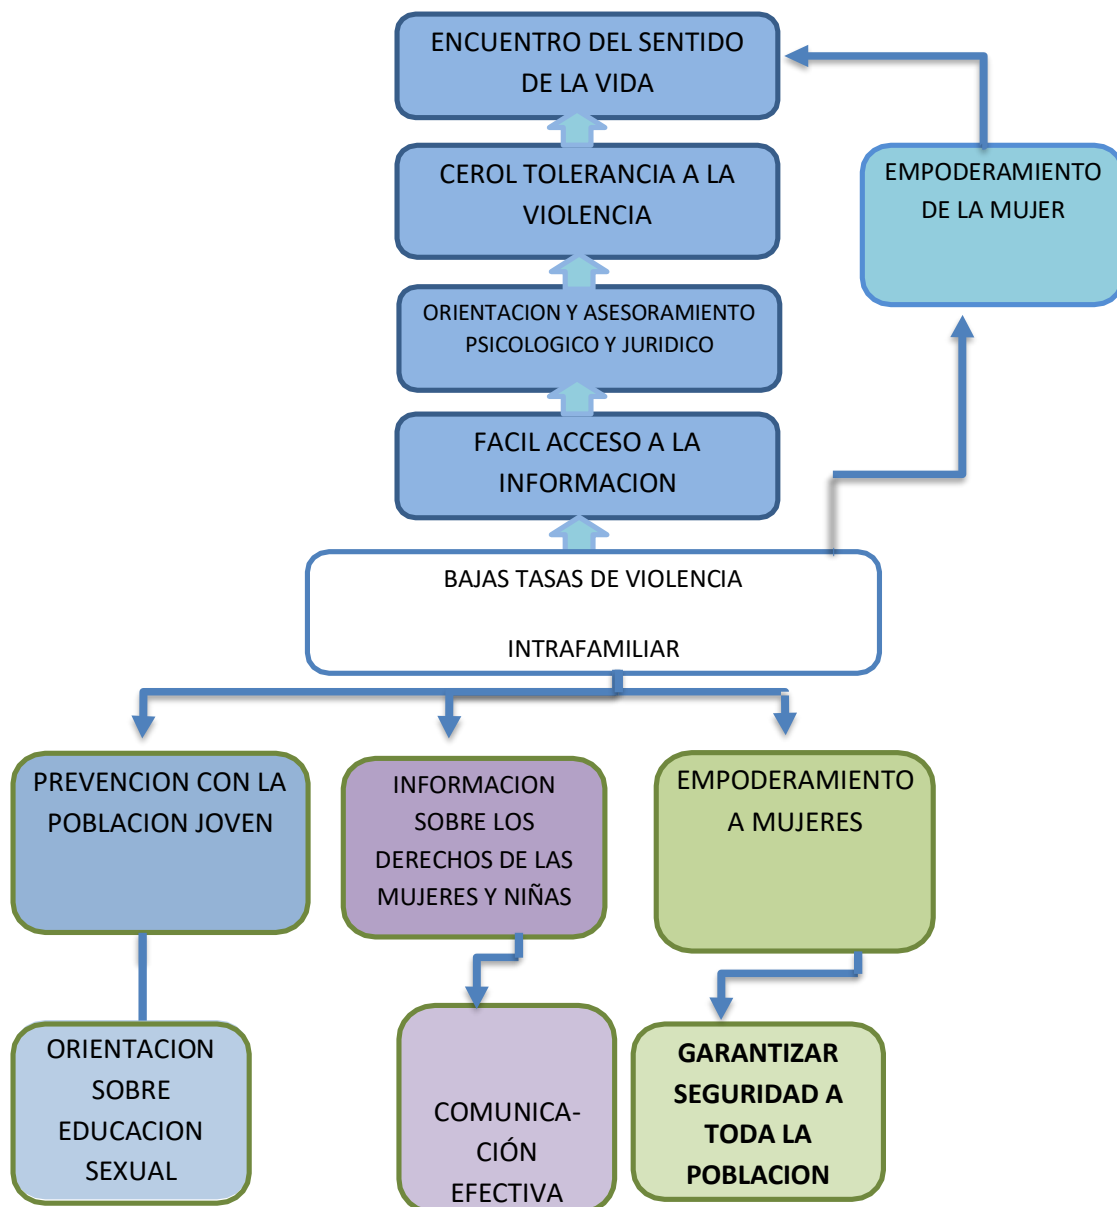 ENCUENTRO DEL SENTIDO
DE LA VIDA
CEROL TOLERANCIA A LA
VIOLENCIA
EMPODERAMIENTO
DE LA MUJER
ORIENTACION Y ASESORAMIENTO
PSICOLOGICO Y JURIDICO
FACIL ACCESO A LA
INFORMACION
BAJAS TASAS DE VIOLENCIA
INTRAFAMILIAR
PREVENCION CON LA
POBLACION JOVEN
INFORMACION
SOBRE LOS
DERECHOS DE LAS
MUJERES Y NIÑAS
EMPODERAMIENTO
A MUJERES
ORIENTACION
SOBRE
EDUCACION
SEXUAL
COMUNICA-
CIÓN
EFECTIVA
GARANTIZAR
SEGURIDAD A
TODA LA
POBLACION